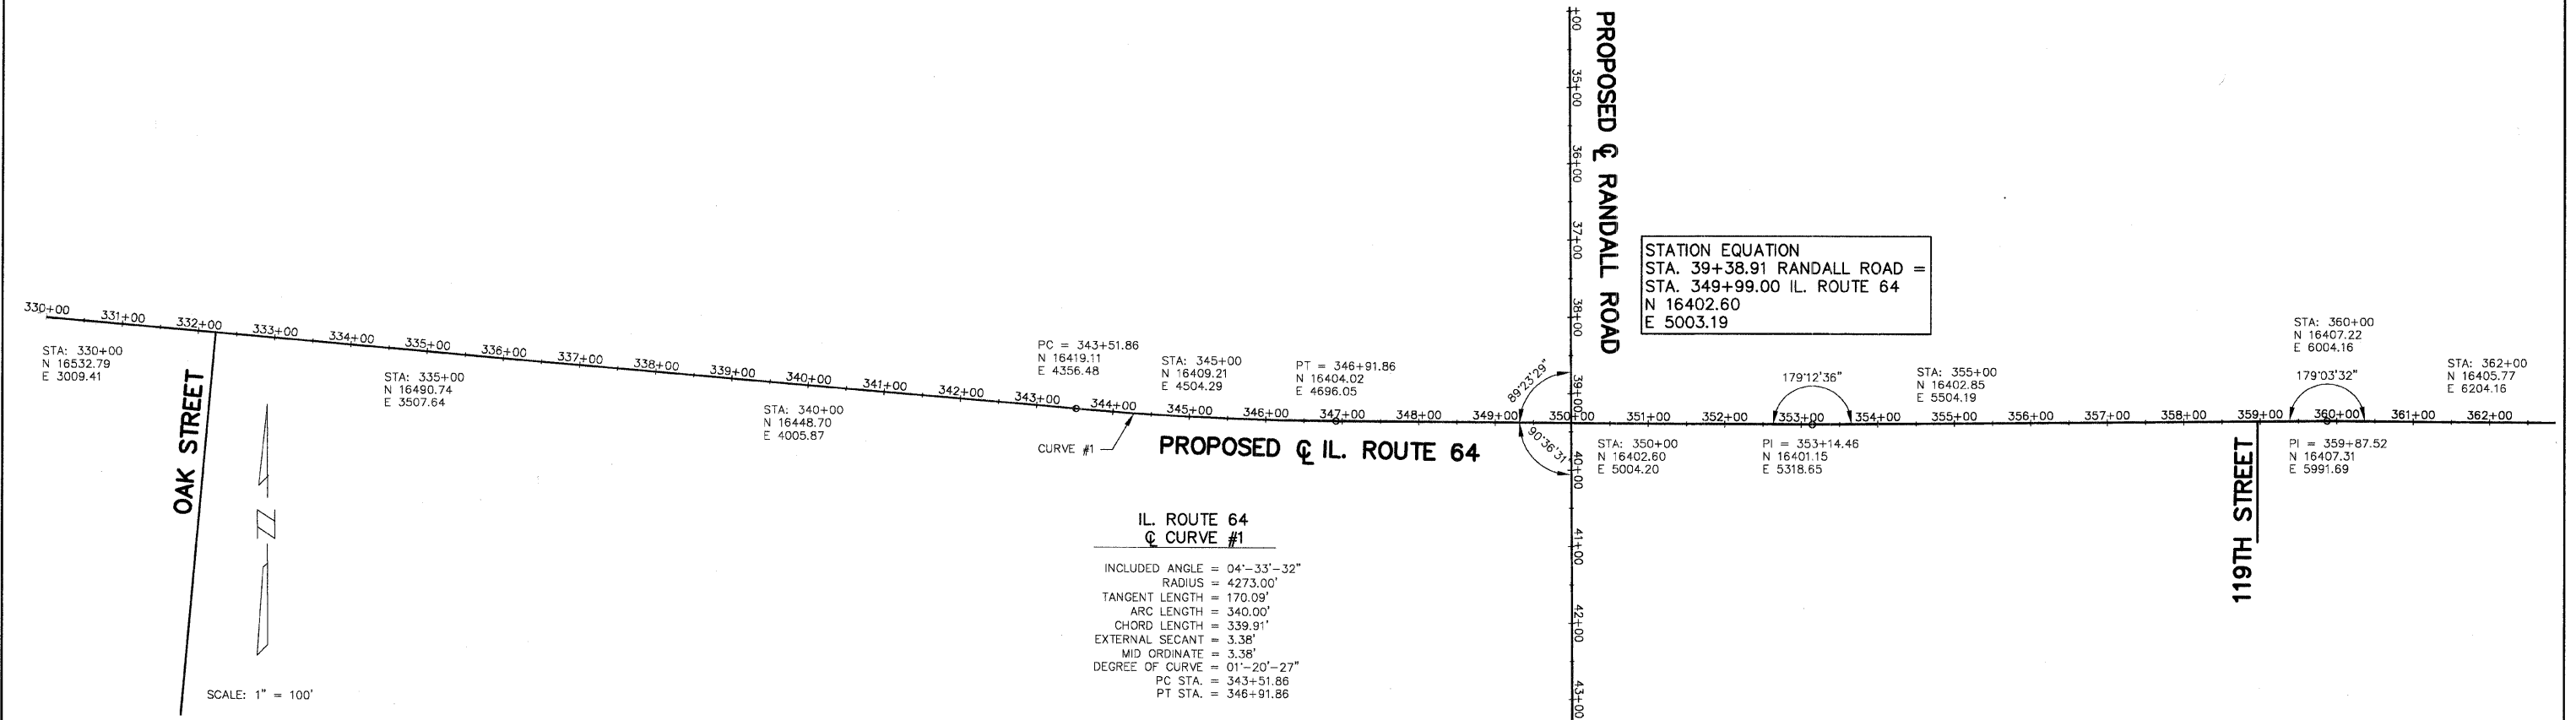 330+00
331+00
332+00
333+00
334+00
335+00
336+00
337+00
338+00
339+00
340+00
341+00
342+00
343+00
344+00
345+00
346+00
347+00
348+00
349+00
350+00
351+00
352+00
353+00
354+00
355+00
356+00
357+00
358+00
359+00
360+00
361+00
362+00
STA: 330+00
N 16532.79
E 3009.41
OAK STREET
N
SCALE: 1" = 100'
STA: 335+00
N 16490.74
E 3507.64
STA: 340+00
N 16448.70
E 4005.87
PC = 343+51.86
N 16419.11
E 4356.48
STA: 345+00
N 16409.21
E 4504.29
PT = 346+91.86
N 16404.02
E 4696.05
CURVE #1
PROPOSED ℄ IL. ROUTE 64
IL. ROUTE 64
℄ CURVE #1
INCLUDED ANGLE = 04°-33'-32"
RADIUS = 4273.00'
TANGENT LENGTH = 170.09'
ARC LENGTH = 340.00'
CHORD LENGTH = 339.91'
EXTERNAL SECANT = 3.38'
MID ORDINATE = 3.38'
DEGREE OF CURVE = 01°-20'-27"
PC STA. = 343+51.86
PT STA. = 346+91.86
+00
35+00
36+00
37+00
38+00
39+00
40+00
41+00
42+00
43+00
PROPOSED ℄ RANDALL ROAD
89°23'29"
90°36'31"
STATION EQUATION
STA. 39+38.91 RANDALL ROAD =
STA. 349+99.00 IL. ROUTE 64
N 16402.60
E 5003.19
STA: 350+00
N 16402.60
E 5004.20
179°12'36"
PI = 353+14.46
N 16401.15
E 5318.65
STA: 355+00
N 16402.85
E 5504.19
119TH STREET
STA: 360+00
N 16407.22
E 6004.16
179°03'32"
PI = 359+87.52
N 16407.31
E 5991.69
STA: 362+00
N 16405.77
E 6204.16